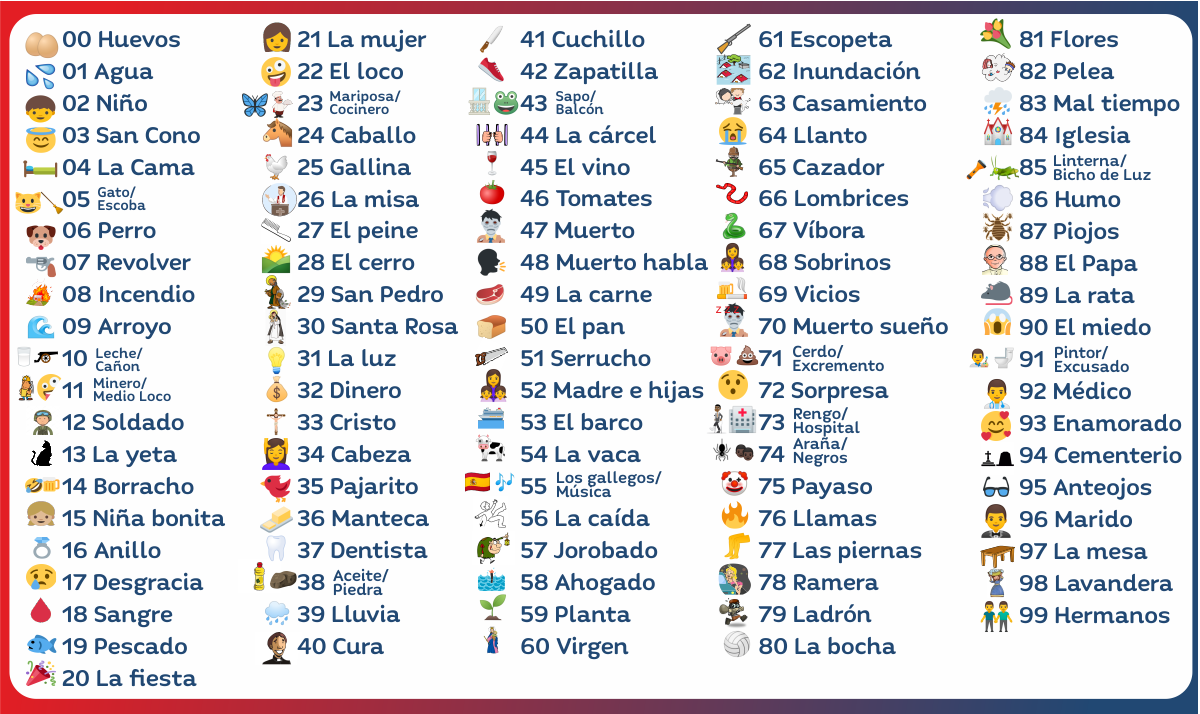 00 Huevos
01 Agua
02 Niño
03 San Cono
04 La Cama
05 Gato/
Escoba
06 Perro
07 Revolver
08 Incendio
09 Arroyo
10 Leche/
Cañon
11 Minero/
Medio Loco
12 Soldado
13 La yeta
14 Borracho
15 Niña bonita
16 Anillo
17 Desgracia
18 Sangre
19 Pescado
20 La fiesta
21 La mujer
22 El loco
23 Mariposa/
Cocinero
24 Caballo
25 Gallina
26 La misa
27 El peine
28 El cerro
29 San Pedro
30 Santa Rosa
31 La luz
32 Dinero
33 Cristo
34 Cabeza
35 Pajarito
36 Manteca
37 Dentista
38 Aceite/
Piedra
39 Lluvia
40 Cura
41 Cuchillo
42 Zapatilla
43 Sapo/
Balcón
44 La cárcel
45 El vino
46 Tomates
47 Muerto
48 Muerto habla
49 La carne
50 El pan
51 Serrucho
52 Madre e hijas
53 El barco
54 La vaca
55 Los gallegos/
Música
56 La caída
57 Jorobado
58 Ahogado
59 Planta
60 Virgen
61 Escopeta
62 Inundación
63 Casamiento
64 Llanto
65 Cazador
66 Lombrices
67 Víbora
68 Sobrinos
69 Vicios
z
70 Muerto sueño
71 Cerdo/
Excremento
72 Sorpresa
73 Rengo/
Hospital
74 Araña/
Negros
75 Payaso
76 Llamas
77 Las piernas
78 Ramera
79 Ladrón
80 La bocha
81 Flores
82 Pelea
83 Mal tiempo
84 Iglesia
85 Linterna/
Bicho de Luz
86 Humo
87 Piojos
88 El Papa
89 La rata
90 El miedo
91 Pintor/
Excusado
92 Médico
93 Enamorado
94 Cementerio
95 Anteojos
96 Marido
97 La mesa
98 Lavandera
99 Hermanos